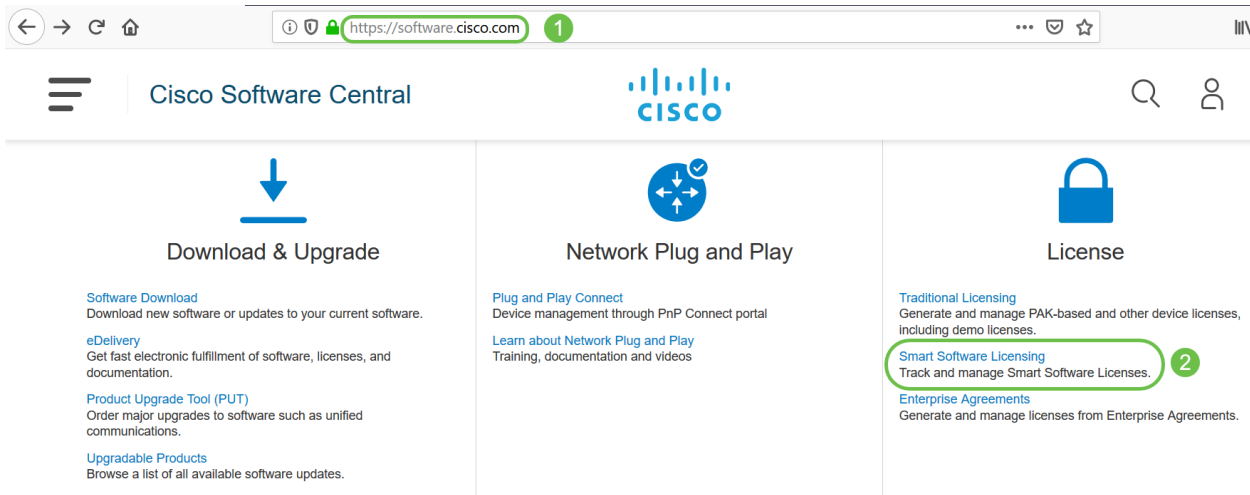 https://software.cisco.com
1
Cisco Software Central
CISCO
Download & Upgrade
Software Download
Download new software or updates to your current software.
eDelivery
Get fast electronic fulfillment of software, licenses, and
documentation.
Product Upgrade Tool (PUT)
Order major upgrades to software such as unified
communications.
Upgradable Products
Browse a list of all available software updates.
Network Plug and Play
Plug and Play Connect
Device management through PnP Connect portal
Learn about Network Plug and Play
Training, documentation and videos
License
Traditional Licensing
Generate and manage PAK-based and other device licenses,
including demo licenses.
Smart Software Licensing
Track and manage Smart Software Licenses.
2
Enterprise Agreements
Generate and manage licenses from Enterprise Agreements.